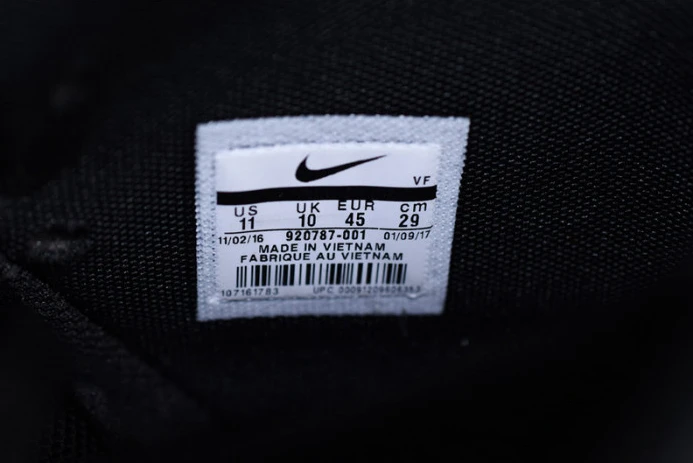 VF
US UK EUR cm
11 10 45 29
11/02/16 920787-001 01/09/17
MADE IN VIETNAM
FABRIQUE AU VIETNAM
107161783 UPC